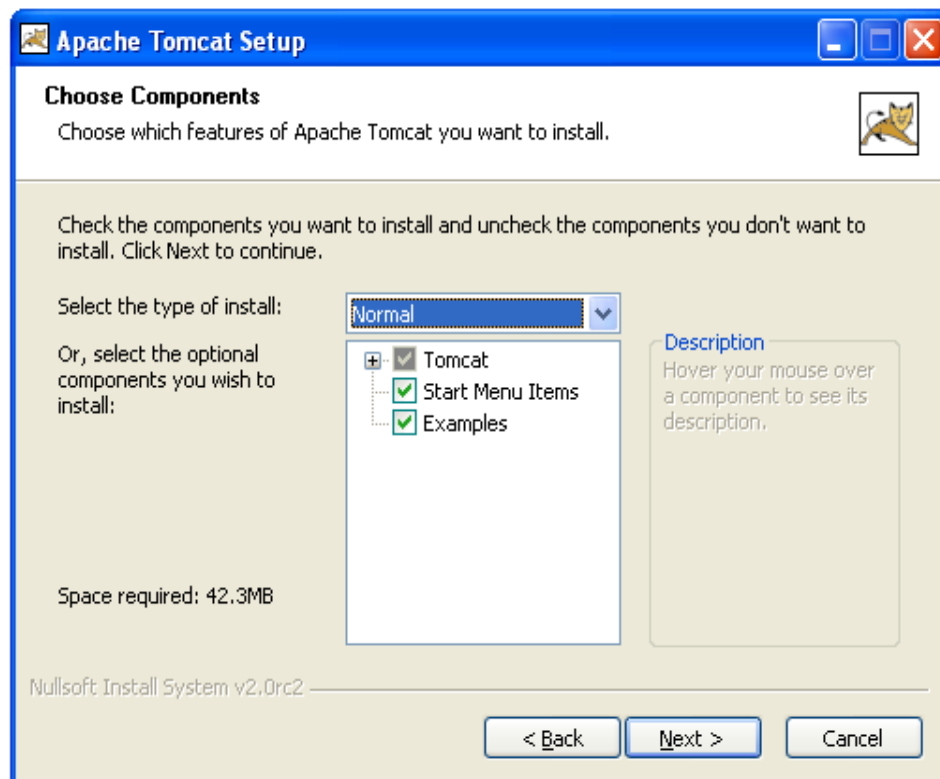 Apache Tomcat Setup
Choose Components
Choose which features of Apache Tomcat you want to install.
Check the components you want to install and uncheck the components you don't want to
install. Click Next to continue.
Select the type of install:
Normal
Or, select the optional
components you wish to
install:
Tomcat
Start Menu Items
Examples
Description
Hover your mouse over
a component to see its
description.
Space required: 42.3MB
Nullsoft Install System v2.0rc2
< Back
Next >
Cancel